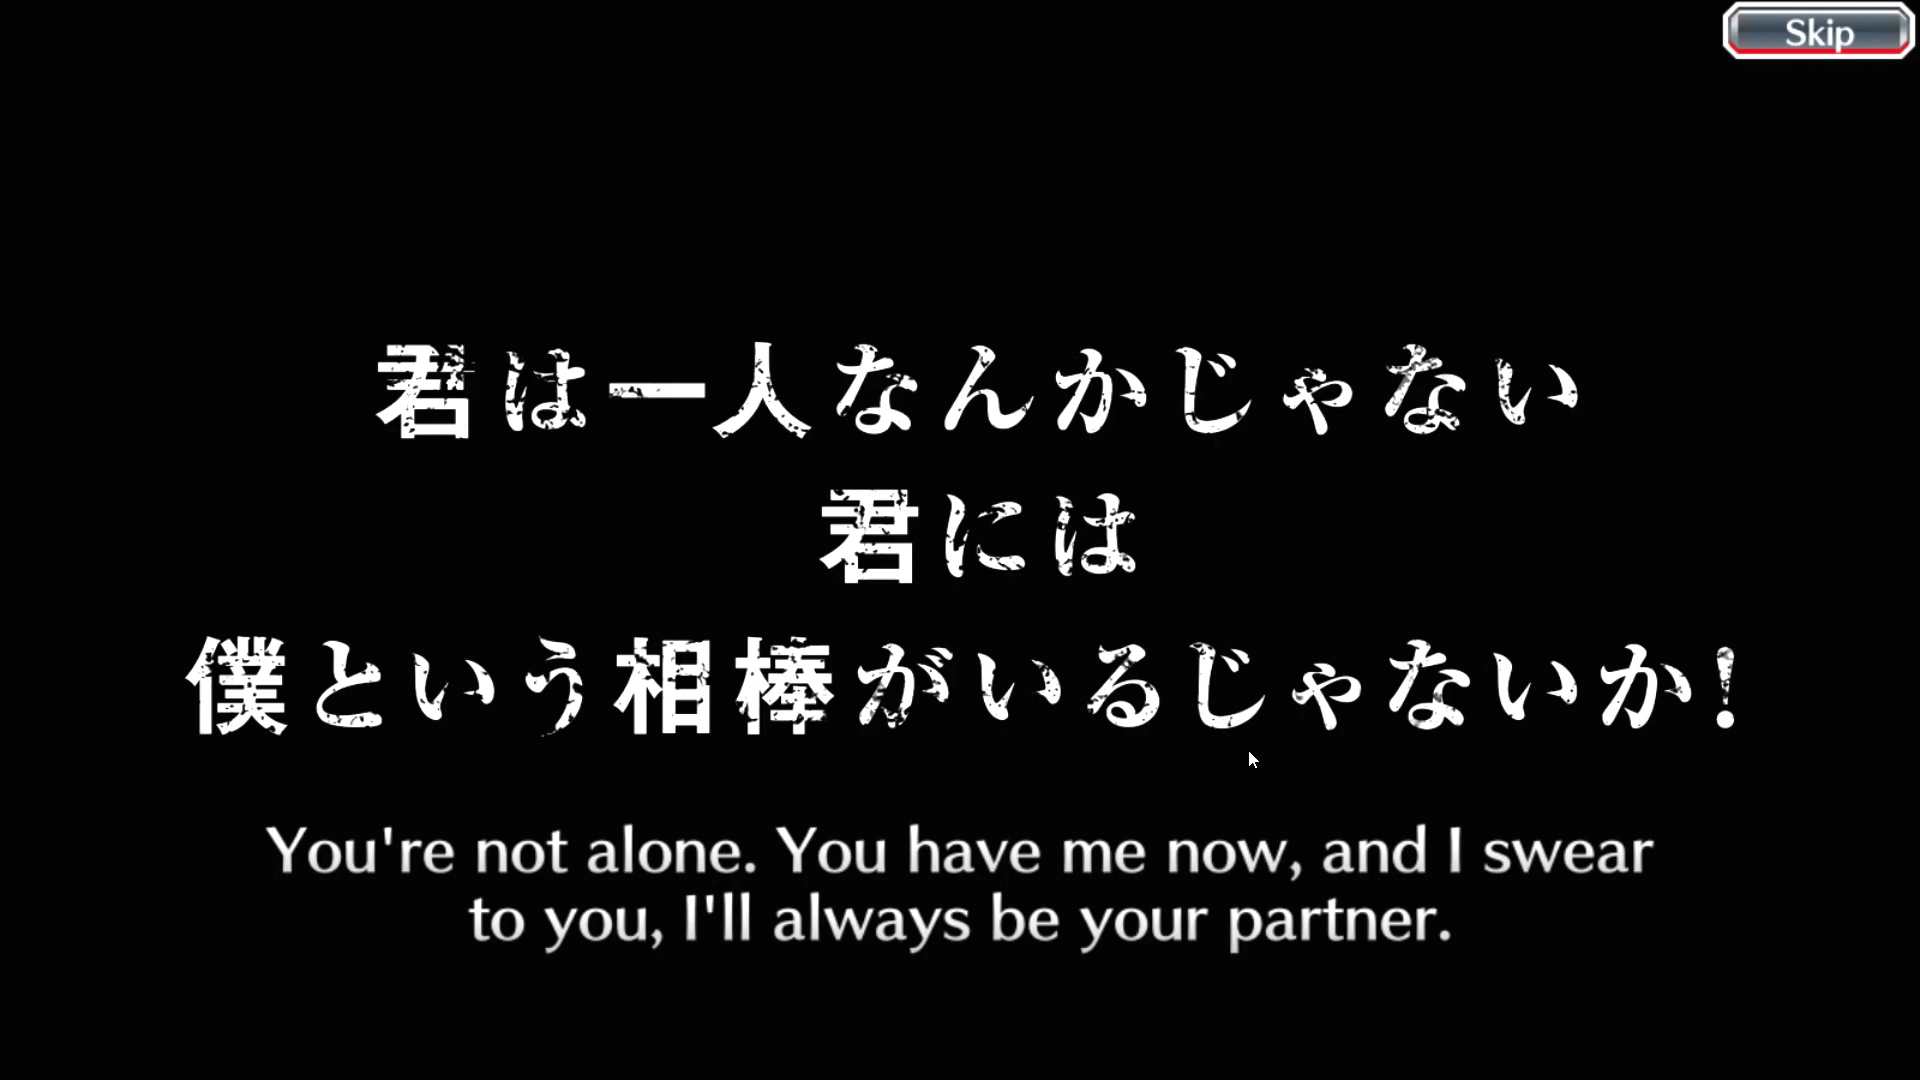 Skip
君は一人なんかじゃない
君には
僕という相棒がいるじゃないか!
You're not alone. You have me now, and I swear
to you, I'll always be your partner.